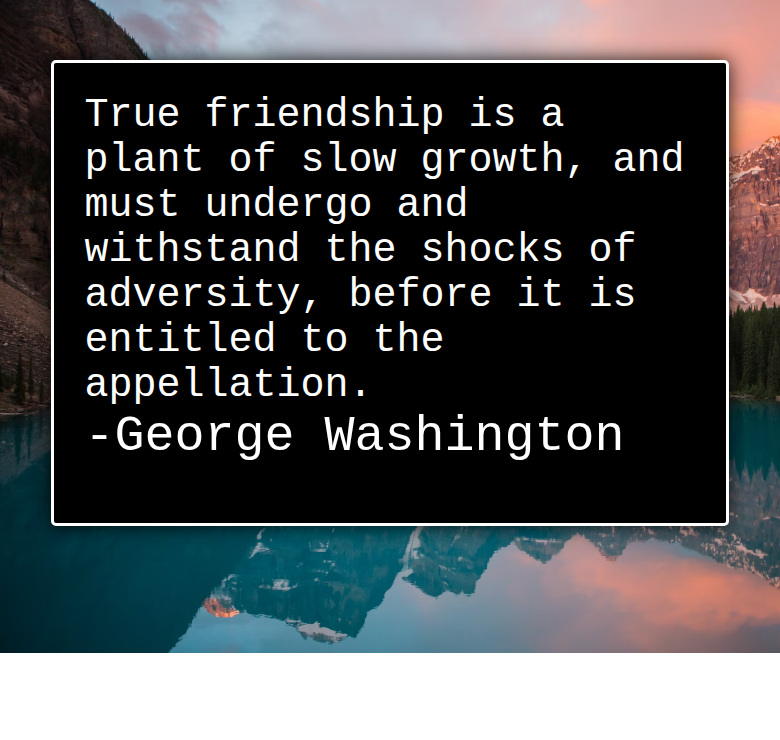 True friendship is a
plant of slow growth, and
must undergo and
withstand the shocks of
adversity, before it is
entitled to the
appellation.
-George Washington